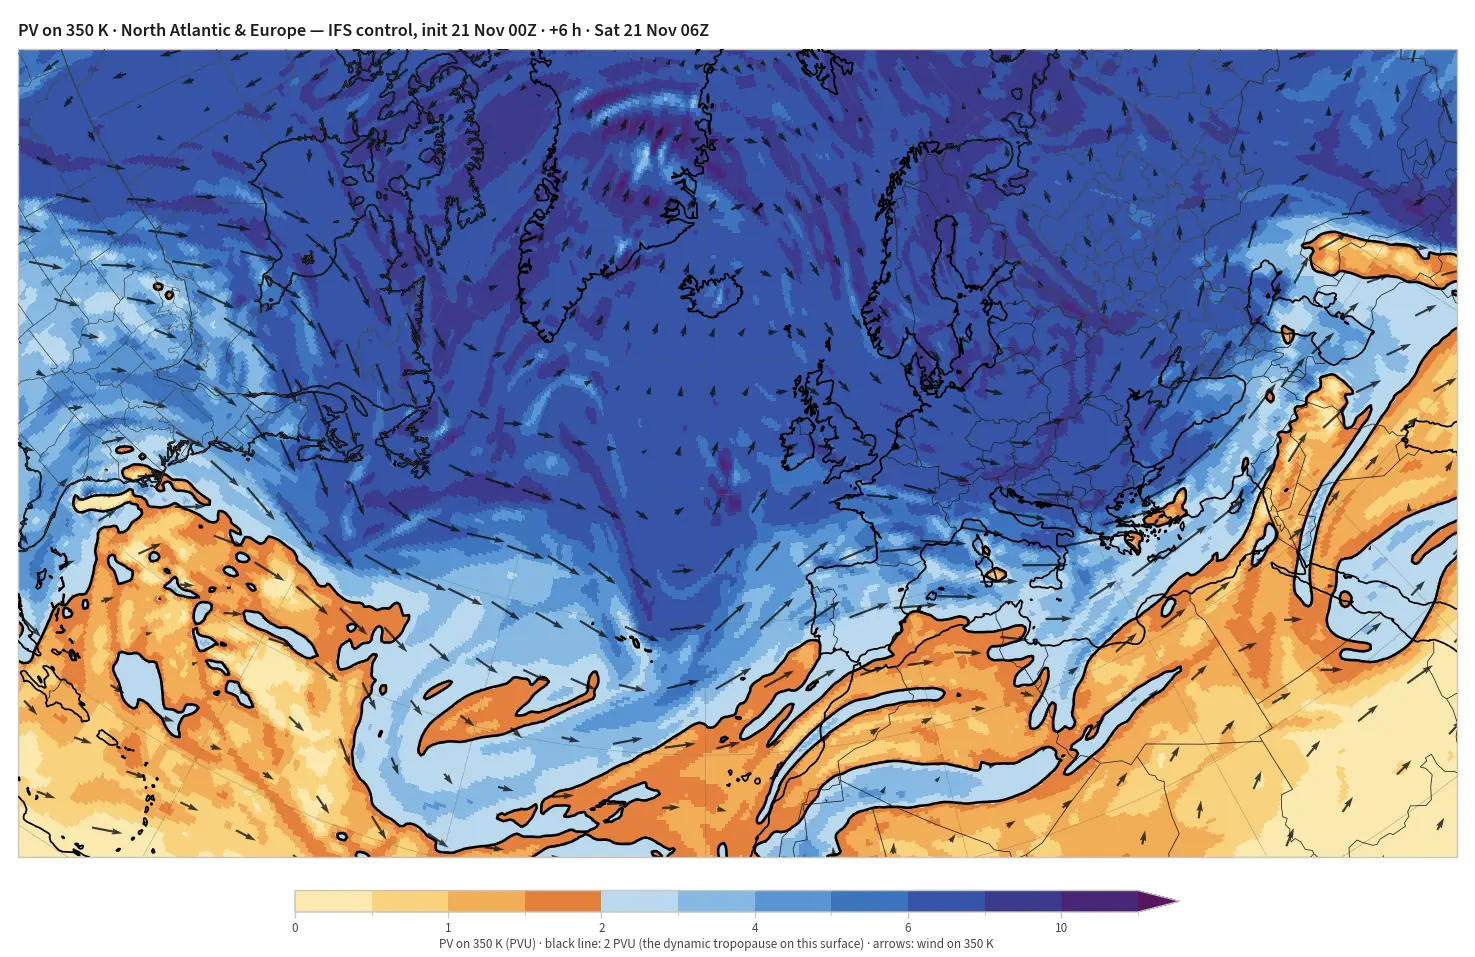 PV on 350 K · North Atlantic & Europe — IFS control, init 21 Nov 00Z · +6 h · Sat 21 Nov 06Z
0 1 2 4 6 10
PV on 350 K (PVU) · black line: 2 PVU (the dynamic tropopause on this surface) · arrows: wind on 350 K